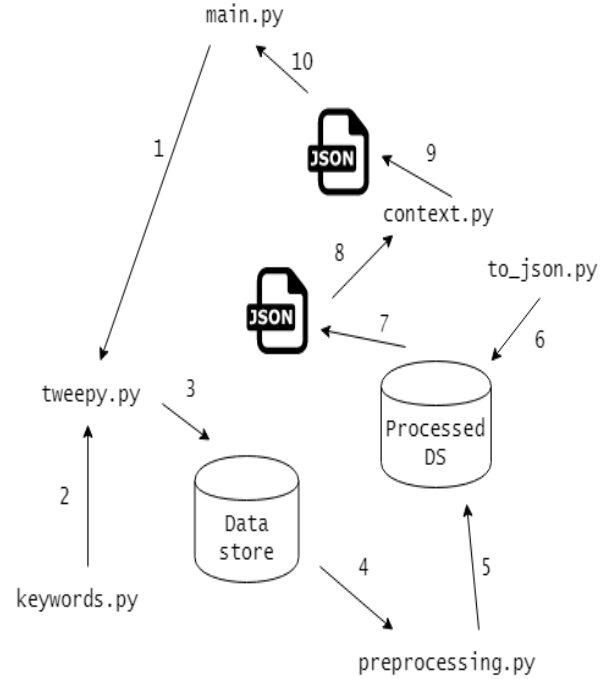 main.py
10
1
JSON
9
context.py
8
to_json.py
JSON
7
6
tweepy.py
3
Processed
DS
2
Data
store
4
5
keywords.py
preprocessing.py